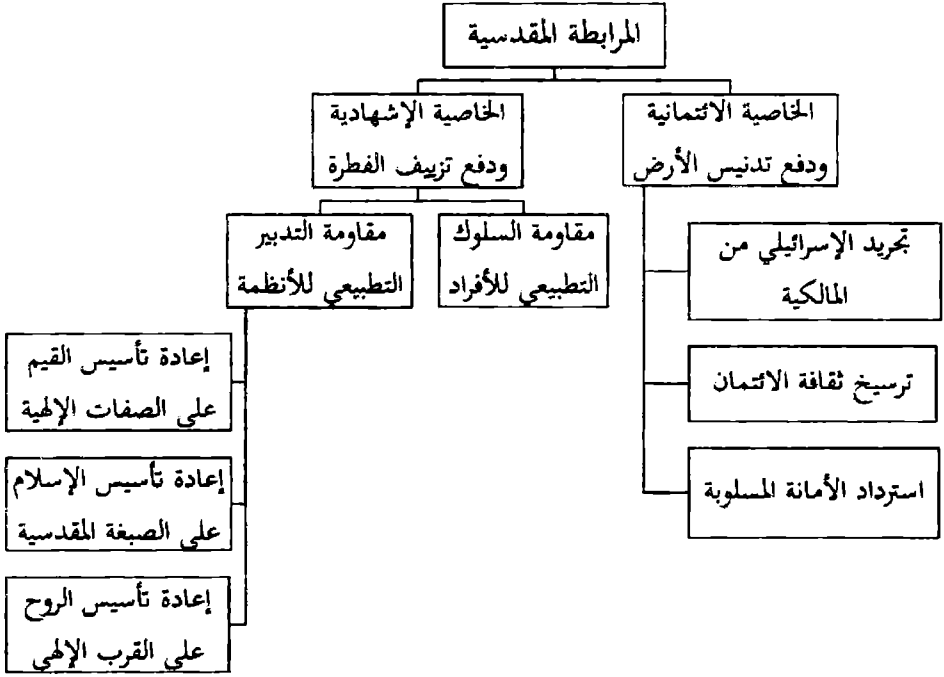 المرابطة المقدسية
الخاصية الائتمانية
ودفع تدنيس الأرض
الخاصية الإشهادية
ودفع تزييف الفطرة
تجريد الإسرائيلي من
المالكية
ترسيخ ثقافة الائتمان
استرداد الأمانة المسلوبة
مقاومة السلوك
التطبيعي للأفراد
مقاومة التدبير
التطبيعي للأنظمة
إعادة تأسيس القيم
على الصفات الإلهية
إعادة تأسيس الإسلام
على الصبغة المقدسية
إعادة تأسيس الروح
على القرب الإلهي